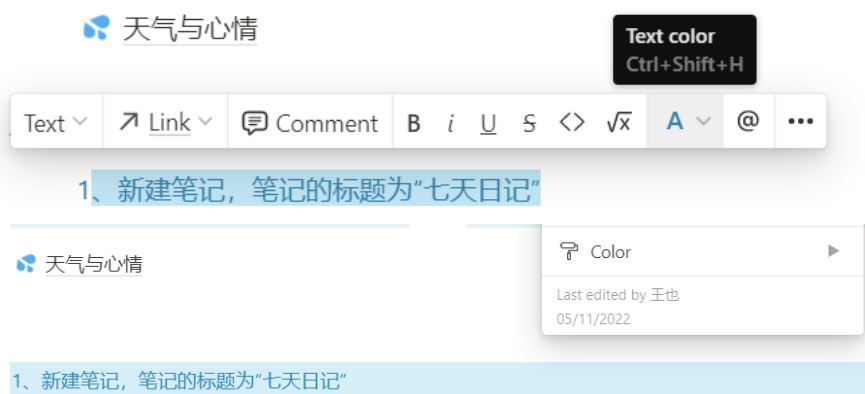 天气与心情
Text color
Ctrl+Shift+H
Text Link Comment B i U S <> √x A @ •••
1、新建笔记，笔记的标题为“七天日记”
Color
天气与心情
Last edited by 王也
05/11/2022
1、新建笔记，笔记的标题为“七天日记”